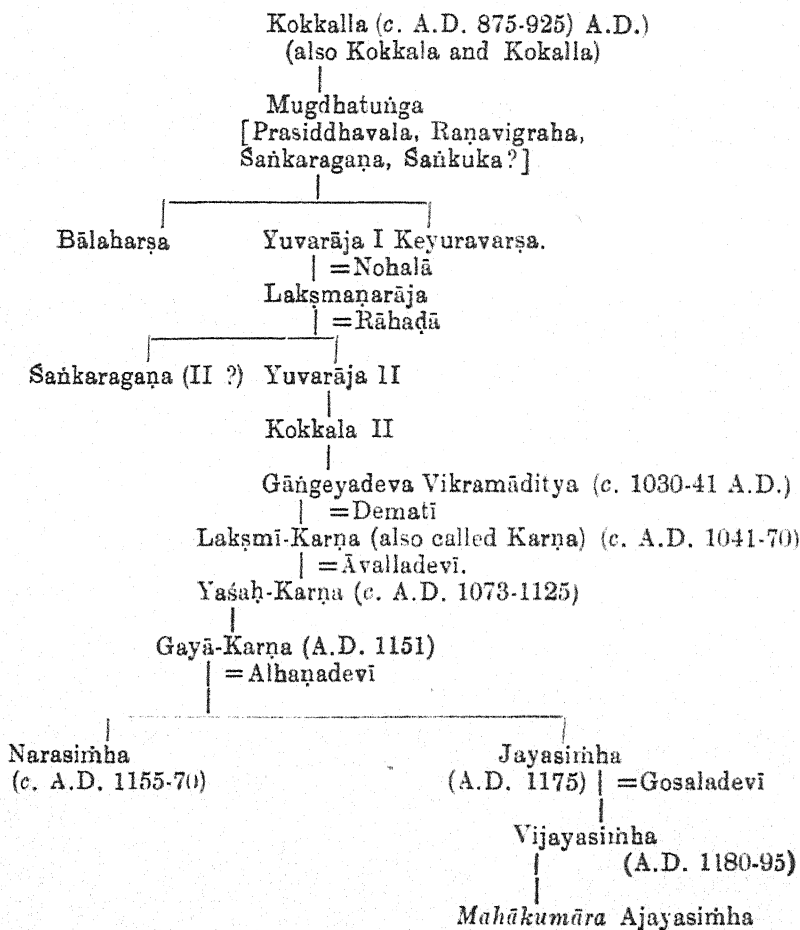 Kokkalla (c. A.D. 875-925) A.D.)
(also Kokkala and Kokalla)
Mugdhatuṅga
[Prasiddhavala, Raṇavigraha,
Śaṅkaragaṇa, Śaṅkuka?]
Bālaharṣa Yuvarāja I Keyuravarṣa.
=Nohalā
Lakṣmaṇarāja
=Rāhaḍā
Śaṅkaragaṇa (II ?) Yuvarāja II
Kokkala II
Gāṅgeyadeva Vikramāditya (c. 1030-41 A.D.)
=Dematī
Lakṣmī-Karṇa (also called Karṇa) (c. A.D. 1041-70)
=Āvalladevī.
Yaśaḥ-Karṇa (c. A.D. 1073-1125)
Gayā-Karṇa (A.D. 1151)
=Alhaṇadevī
Narasiṁha Jayasiṁha
(c. A.D. 1155-70) (A.D. 1175) =Gosaladevī
Vijayasiṁha
(A.D. 1180-95)
Mahākumāra Ajayasiṁha